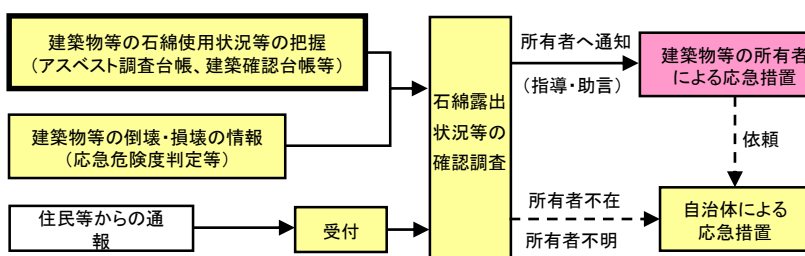 建築物等の石綿使用状況等の把握
（アスベスト調査台帳、建築確認台帳等）
建築物等の倒壊・損壊の情報
（応急危険度判定等）
住民等からの通
報
受付
石綿露出
状況等の
確認調査
所有者へ通知
（指導・助言）
建築物等の所有者
による応急措置
依頼
所有者不在
所有者不明
自治体による
応急措置